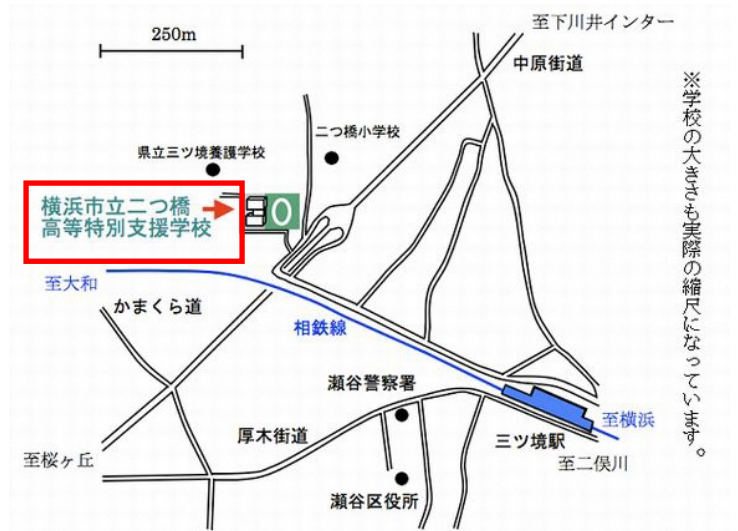 250m
至下川井インター
中原街道
二つ橋小学校
県立三ツ境養護学校
横浜市立二つ橋
高等特別支援学校
至大和
かまくら道
相鉄線
瀬谷警察署
厚木街道
至横浜
三ツ境駅
至二俣川
至桜ヶ丘
瀬谷区役所
※学校の大きさも実際の縮尺になっています。